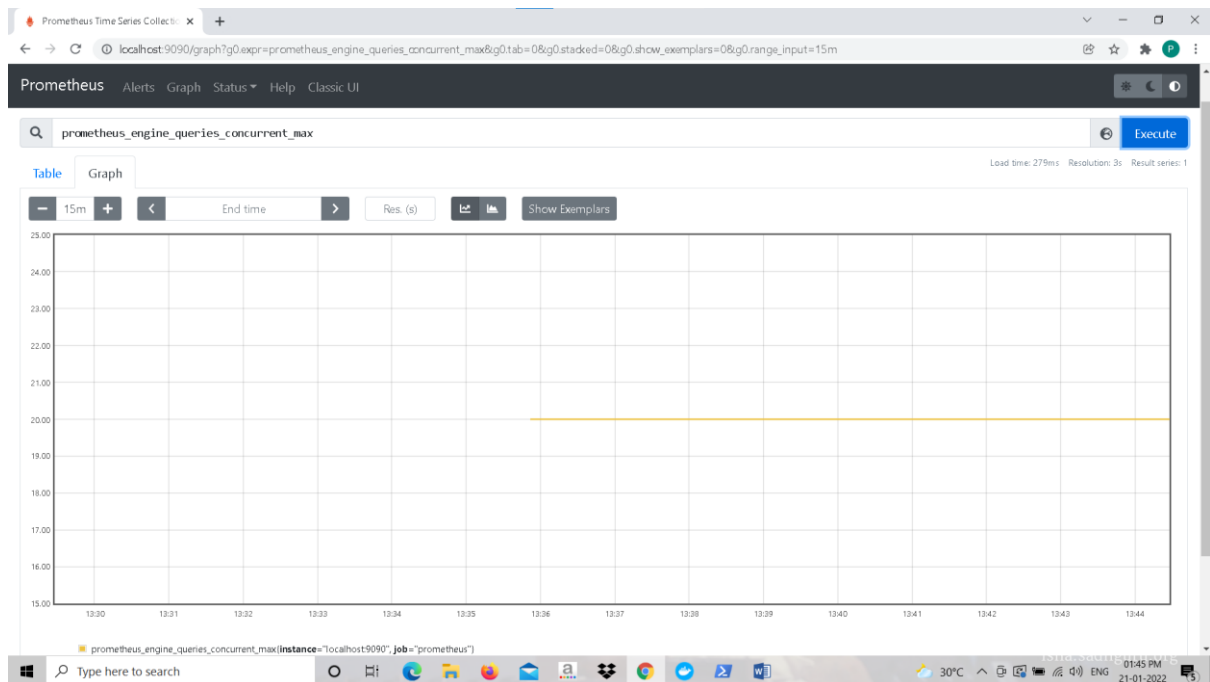 Prometheus Time Series Collectic
localhost:9090/graph?g0.expr=prometheus_engine_queries_concurrent_max&g0.tab=0&g0.stacked=0&g0.show_exemplars=0&g0.range_input=15m
P
Prometheus Alerts Graph Status Help Classic UI
prometheus_engine_queries_concurrent_max
Execute
Table Graph
Load time: 279ms Resolution: 3s Result series: 1
15m End time Res. (s) Show Exemplars
25.00
24.00
23.00
22.00
21.00
20.00
19.00
18.00
17.00
16.00
15.00
13:30 13:31 13:32 13:33 13:34 13:35 13:36 13:37 13:38 13:39 13:40 13:41 13:42 13:43 13:44
prometheus_engine_queries_concurrent_max{instance="localhost:9090", job="prometheus"}
isha.sadhguru.org
Type here to search
a
W
30°C
ENG
01:45 PM
21-01-2022
5